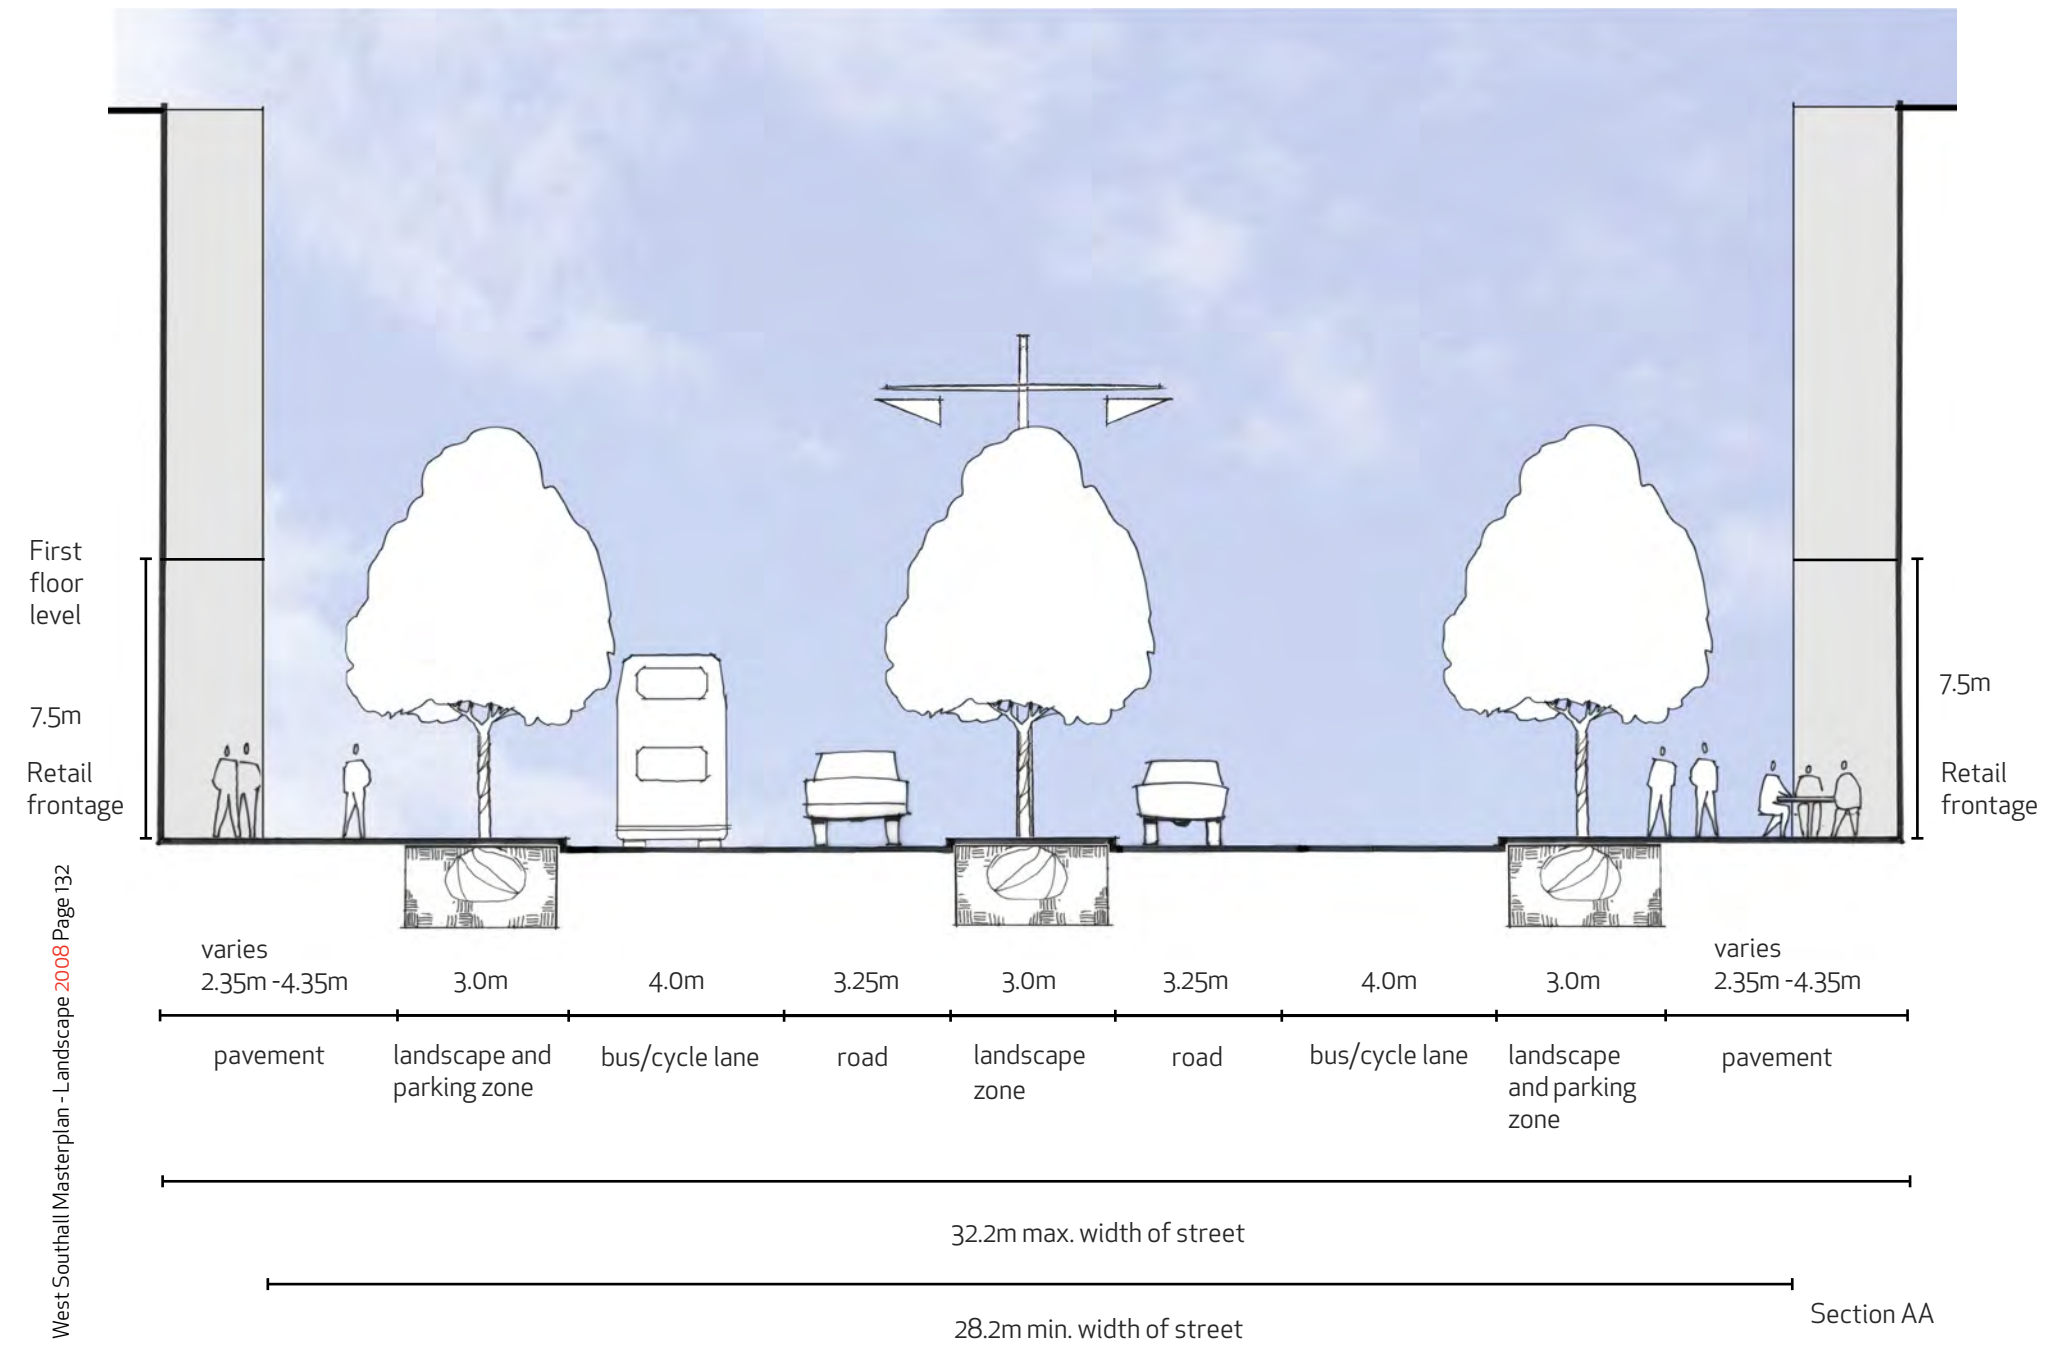 First
floor
level
7.5m
Retail
frontage
7.5m
Retail
frontage
West Southall Masterplan - Landscape 2008 Page 132
varies
2.35m -4.35m
3.0m
4.0m
3.25m
3.0m
3.25m
4.0m
3.0m
varies
2.35m -4.35m
pavement
landscape and
parking zone
bus/cycle lane
road
landscape
zone
road
bus/cycle lane
landscape
and parking
zone
pavement
32.2m max. width of street
28.2m min. width of street
Section AA